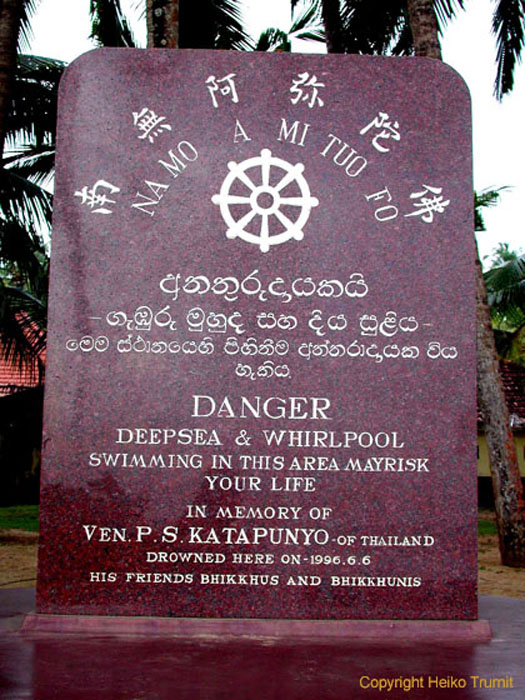 南無阿弥陀佛
NAMO A MI TUO FO
අනතුරුදායකයි
- ගැඹුරු මුහුද සහ දිය සුළිය -
මෙම ස්ථානයෙහි පිහිනීම අන්තරාදායක විය
හැකිය.
DANGER
DEEPSEA & WHIRLPOOL
SWIMMING IN THIS AREA MAYRISK
YOUR LIFE
IN MEMORY OF
VEN. P. S. KATAPUNYO -OF THAILAND
DROWNED HERE ON -1996.6.6
HIS FRIENDS BHIKKHUS AND BHIKKHUNIS
Copyright Heiko Trumit